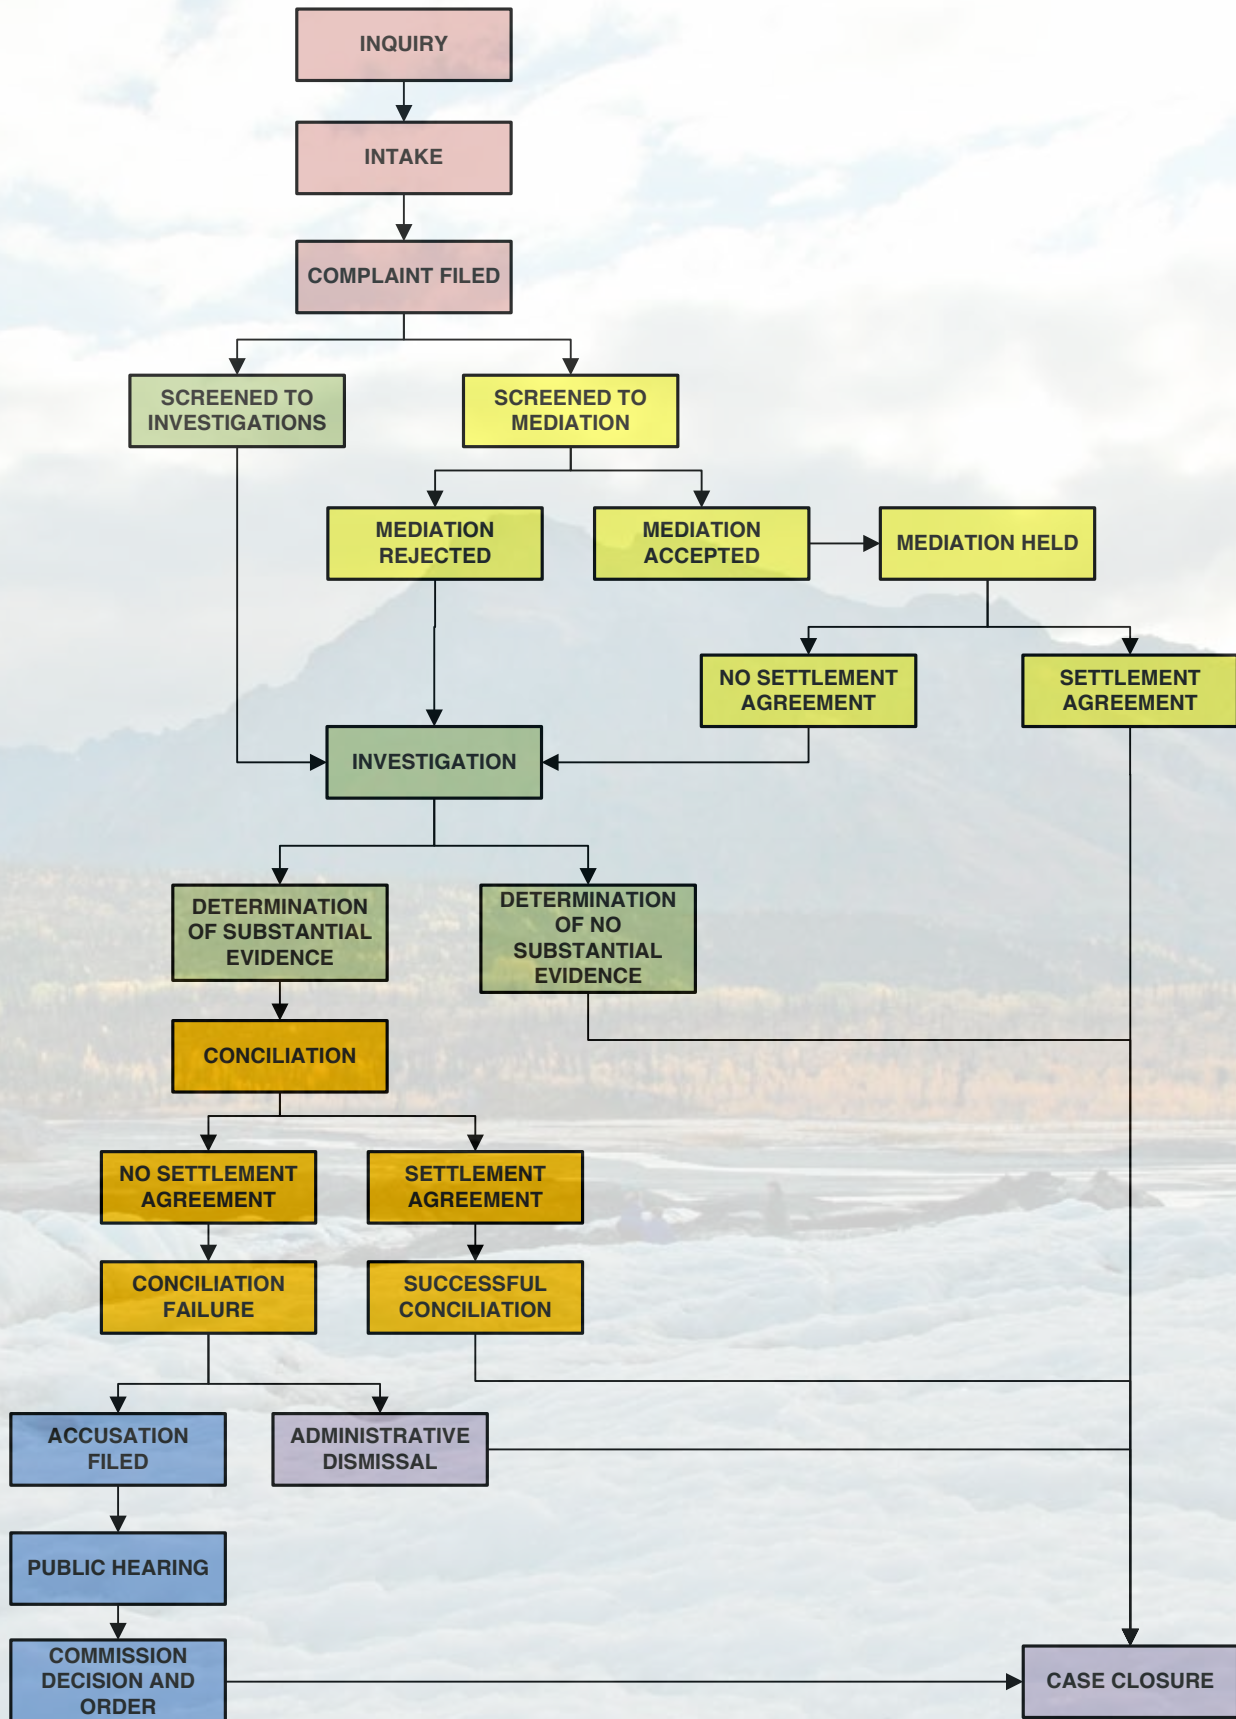 INQUIRY
INTAKE
COMPLAINT FILED
SCREENED TO
INVESTIGATIONS
SCREENED TO
MEDIATION
MEDIATION
REJECTED
MEDIATION
ACCEPTED
MEDIATION HELD
NO SETTLEMENT
AGREEMENT
SETTLEMENT
AGREEMENT
INVESTIGATION
DETERMINATION
OF SUBSTANTIAL
EVIDENCE
DETERMINATION
OF NO
SUBSTANTIAL
EVIDENCE
CONCILIATION
NO SETTLEMENT
AGREEMENT
SETTLEMENT
AGREEMENT
CONCILIATION
FAILURE
SUCCESSFUL
CONCILIATION
ACCUSATION
FILED
ADMINISTRATIVE
DISMISSAL
PUBLIC HEARING
COMMISSION
DECISION AND
ORDER
CASE CLOSURE